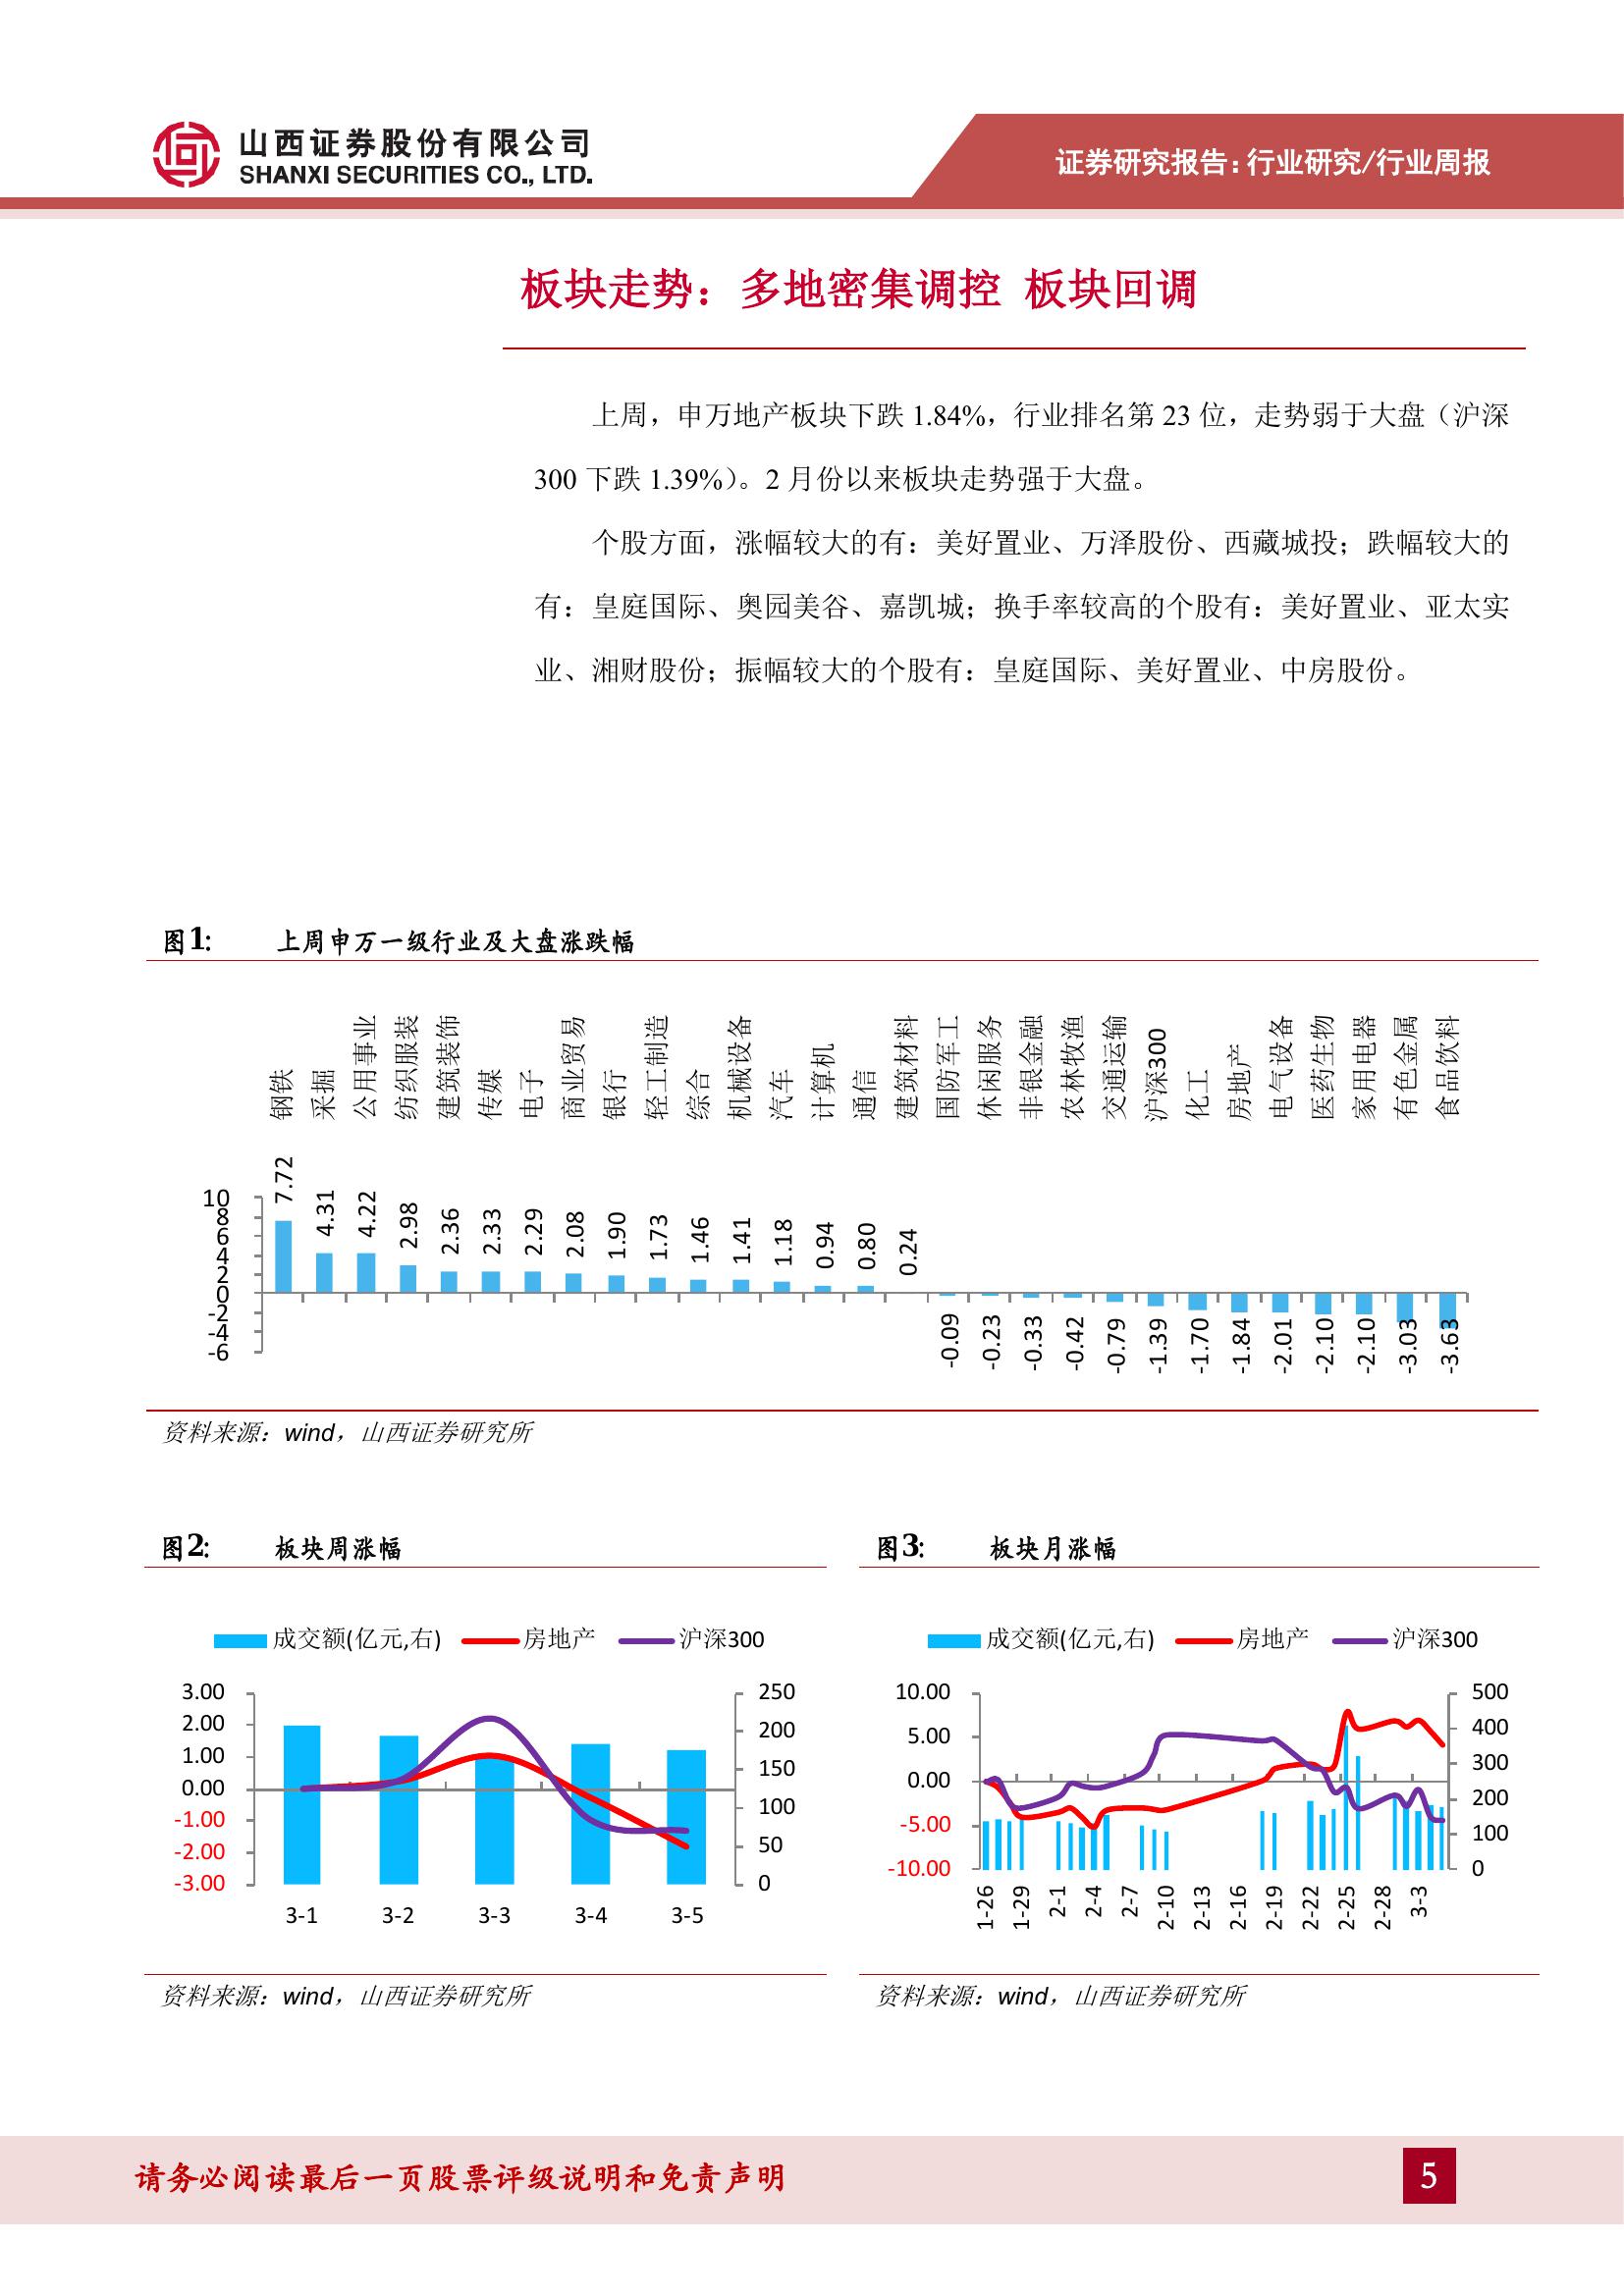 山西证券股份有限公司
SHANXI SECURITIES CO., LTD.
证券研究报告:行业研究/行业周报
板块走势：多地密集调控 板块回调
上周，申万地产板块下跌 1.84%，行业排名第 23 位，走势弱于大盘（沪深
300 下跌 1.39%）。2 月份以来板块走势强于大盘。
个股方面，涨幅较大的有：美好置业、万泽股份、西藏城投；跌幅较大的
有：皇庭国际、奥园美谷、嘉凯城；换手率较高的个股有：美好置业、亚太实
业、湘财股份；振幅较大的个股有：皇庭国际、美好置业、中房股份。
图1: 上周申万一级行业及大盘涨跌幅
钢铁 采掘 公用事业 纺织服装 建筑装饰 传媒 电子 商业贸易 银行 轻工制造 综合 机械设备 汽车 计算机 通信 建筑材料 国防军工 休闲服务 非银金融 农林牧渔 交通运输 沪深300 化工 房地产 电气设备 医药生物 家用电器 有色金属 食品饮料
7.72 4.31 4.22 2.98 2.36 2.33 2.29 2.08 1.90 1.73 1.46 1.41 1.18 0.94 0.80 0.24 -0.09 -0.23 -0.33 -0.42 -0.79 -1.39 -1.70 -1.84 -2.01 -2.10 -2.10 -3.03 -3.63
10
8
6
4
2
0
-2
-4
-6
资料来源：wind，山西证券研究所
图2: 板块周涨幅
成交额(亿元,右) 房地产 沪深300
3.00
2.00
1.00
0.00
-1.00
-2.00
-3.00
250
200
150
100
50
0
3-1 3-2 3-3 3-4 3-5
资料来源：wind，山西证券研究所
图3: 板块月涨幅
成交额(亿元,右) 房地产 沪深300
10.00
5.00
0.00
-5.00
-10.00
500
400
300
200
100
0
1-26 1-29 2-1 2-4 2-7 2-10 2-13 2-16 2-19 2-22 2-25 2-28 3-3
资料来源：wind，山西证券研究所
请务必阅读最后一页股票评级说明和免责声明
5